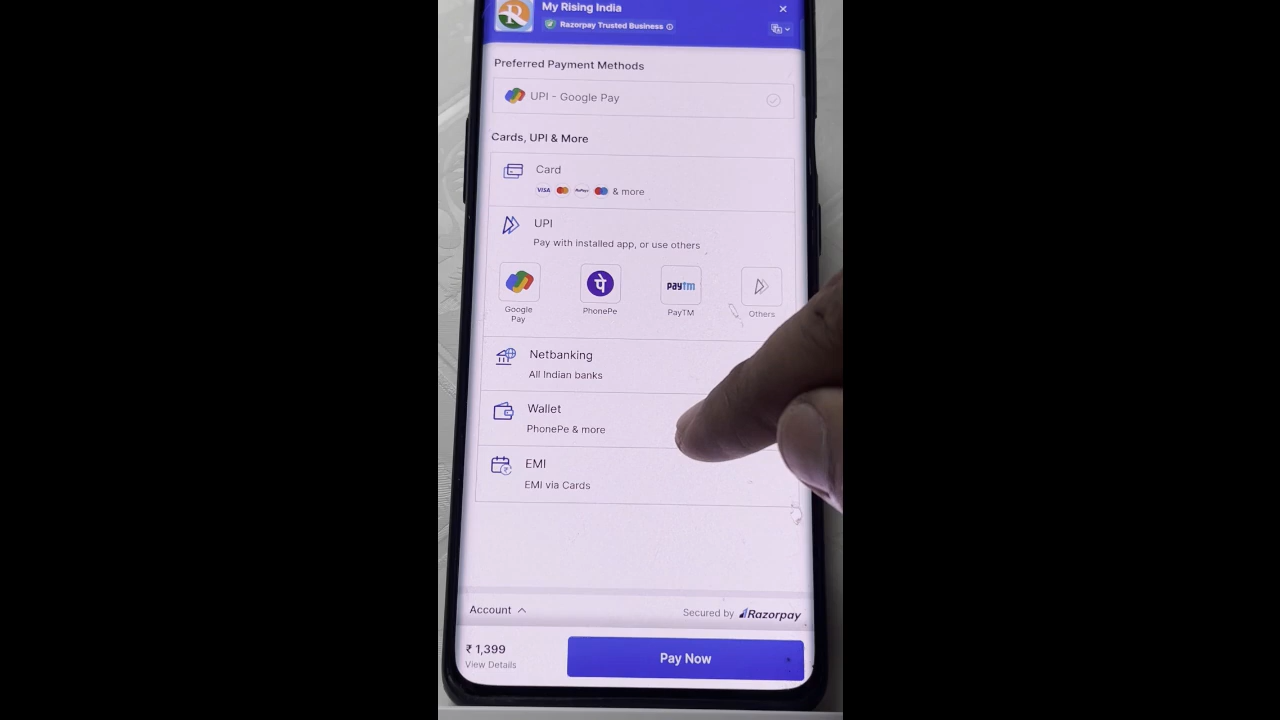 My Rising India
Razorpay Trusted Business
Preferred Payment Methods
UPI - Google Pay
Cards, UPI & More
Card
VISA RuPay & more
UPI
Pay with installed app, or use others
Google Pay
PhonePe
पे
paytm
PayTM
Others
Netbanking
All Indian banks
Wallet
PhonePe & more
EMI
EMI via Cards
Account
Secured by Razorpay
₹ 1,399
View Details
Pay Now